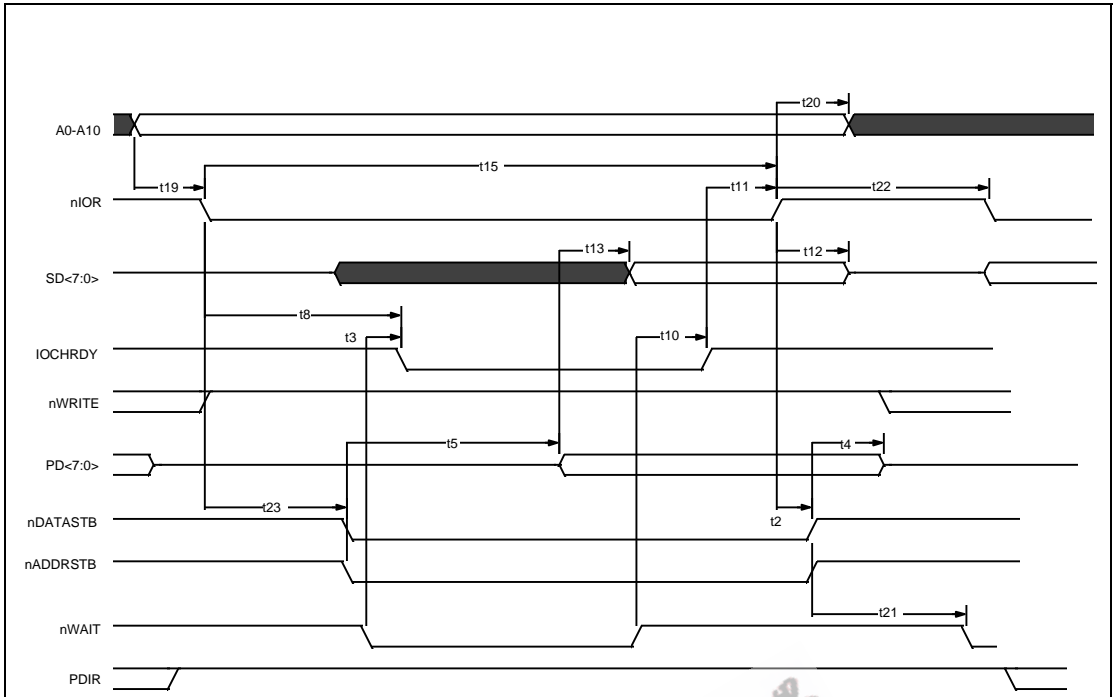 t20
A0-A10
t15
t19
t11
t22
nIOR
t13
t12
SD<7:0>
t8
t3
t10
IOCHRDY
nWRITE
t5
t4
PD<7:0>
t23
t2
nDATASTB
nADDRSTB
t21
nWAIT
PDIR